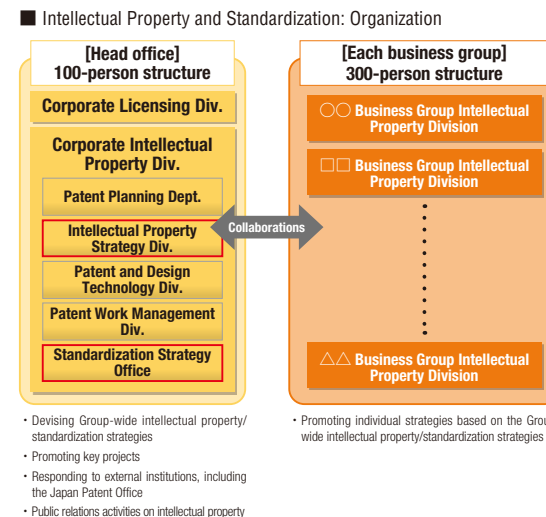 ■ Intellectual Property and Standardization: Organization
[Head office]
100-person structure
Corporate Licensing Div.
Corporate Intellectual
Property Div.
Patent Planning Dept.
Intellectual Property
Strategy Div.
Patent and Design
Technology Div.
Patent Work Management
Div.
Standardization Strategy
Office
Collaborations
[Each business group]
300-person structure
○○ Business Group Intellectual
Property Division
□□ Business Group Intellectual
Property Division
△△ Business Group Intellectual
Property Division
• Devising Group-wide intellectual property/
standardization strategies
• Promoting key projects
• Responding to external institutions, including
the Japan Patent Office
• Public relations activities on intellectual property
• Promoting individual strategies based on the Grou
wide intellectual property/standardization strategies